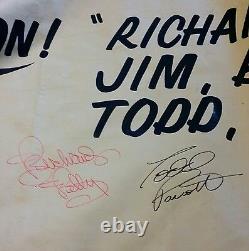 ON! "RICHA
JIM,
TODD,
Richard
Petty
Todd
Parrott